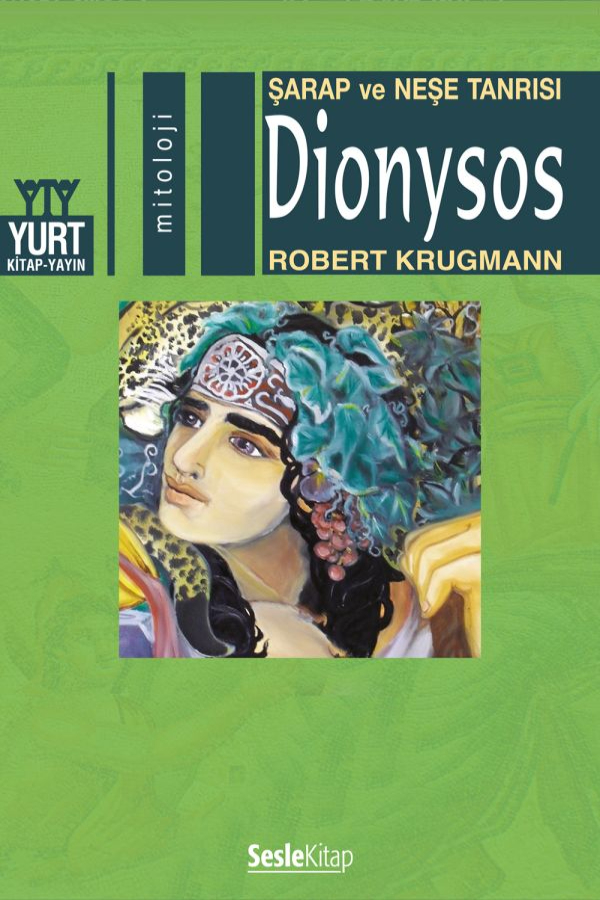 ŞARAP ve NEŞE TANRISI
Dionysos
ROBERT KRUGMANN
mitoloji
YTY
YURT
KİTAP-YAYIN
SesleKitap